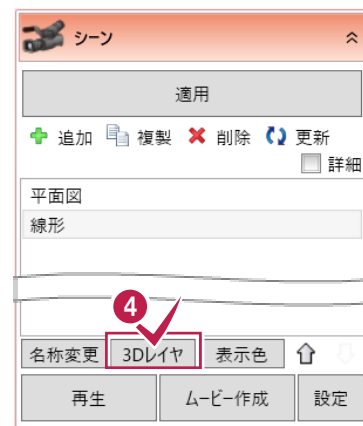 シーン
適用
追加 複製 削除 更新
詳細
平面図
線形
4
名称変更 3Dレイヤ 表示色
再生 ムービー作成 設定